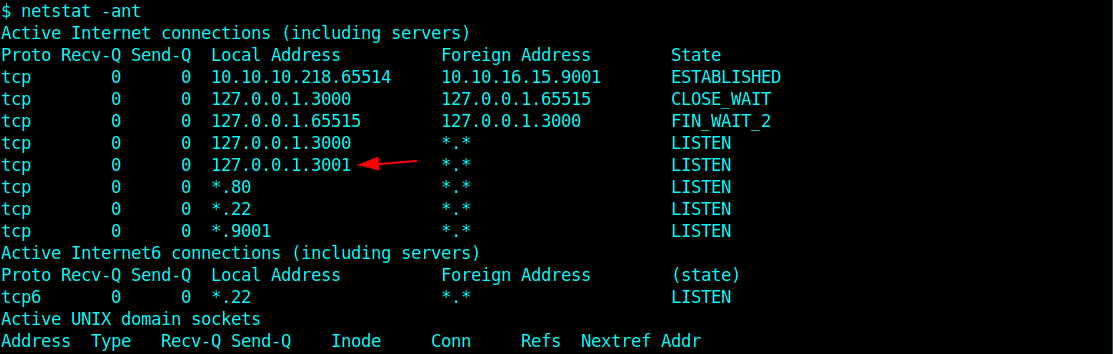 $ netstat -ant
Active Internet connections (including servers)
Proto Recv-Q Send-Q  Local Address          Foreign Address        State
tcp        0      0  10.10.10.218.65514     10.10.16.15.9001       ESTABLISHED
tcp        0      0  127.0.0.1.3000         127.0.0.1.65515        CLOSE_WAIT
tcp        0      0  127.0.0.1.65515        127.0.0.1.3000         FIN_WAIT_2
tcp        0      0  127.0.0.1.3000         *.*                    LISTEN
tcp        0      0  127.0.0.1.3001         *.*                    LISTEN
tcp        0      0  *.80                   *.*                    LISTEN
tcp        0      0  *.22                   *.*                    LISTEN
tcp        0      0  *.9001                 *.*                    LISTEN
Active Internet6 connections (including servers)
Proto Recv-Q Send-Q  Local Address          Foreign Address        (state)
tcp6       0      0  *.22                   *.*                    LISTEN
Active UNIX domain sockets
Address  Type   Recv-Q Send-Q    Inode     Conn     Refs  Nextref Addr